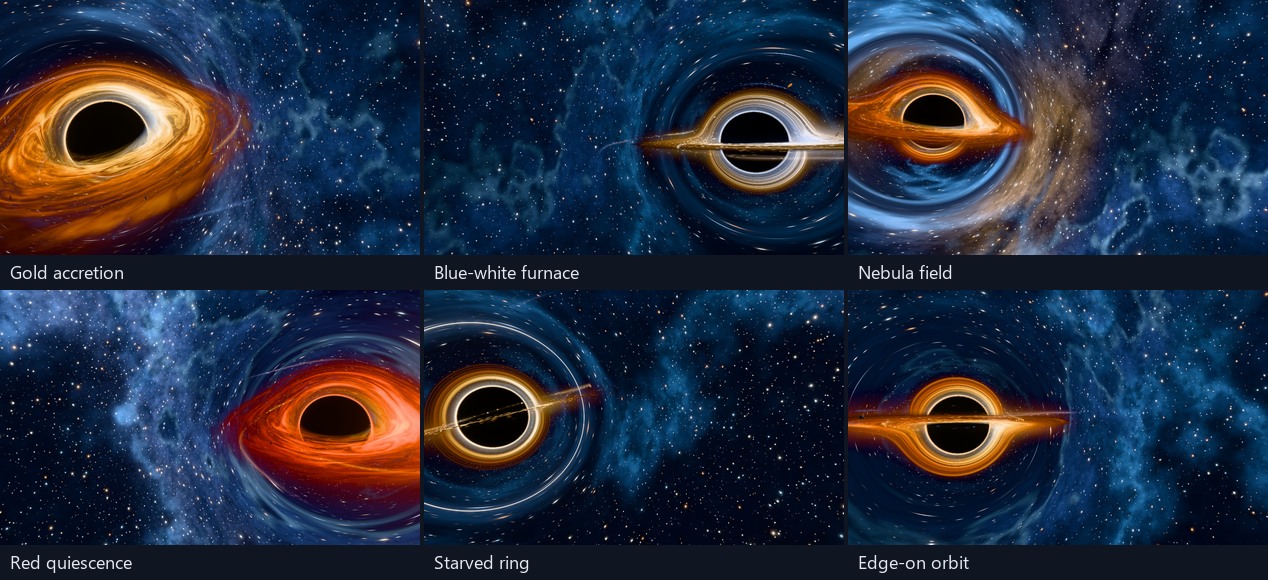 Gold accretion
Blue-white furnace
Nebula field
Red quiescence
Starved ring
Edge-on orbit